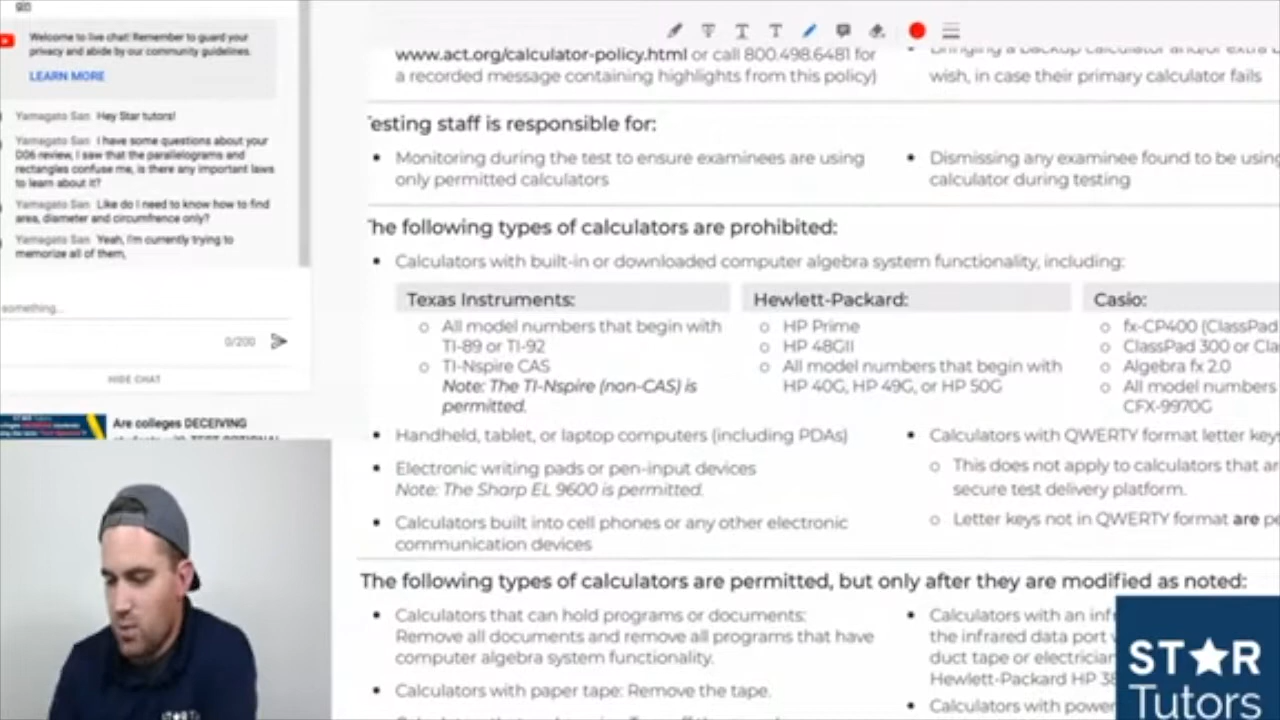 Welcome to live chat! Remember to guard your
privacy and abide by our community guidelines.
LEARN MORE
Yamagato San Hey Star tutors!
Yamagato San I have some questions about your
D06 review, I saw that the parallelograms and
rectangles confuse me, is there any important laws
to learn about it?
Yamagato San Like do I need to know how to find
area, diameter and circumfrence only?
Yamagato San Yeah, I'm currently trying to
memorize all of them,
something...
0/200
HIDE CHAT
Are colleges DECEIVING
www.act.org/calculator-policy.html or call 800.498.6481 for
a recorded message containing highlights from this policy)
Bringing a backup calculator and/or extra
wish, in case their primary calculator fails
esting staff is responsible for:
• Monitoring during the test to ensure examinees are using
only permitted calculators
• Dismissing any examinee found to be using
calculator during testing
he following types of calculators are prohibited:
• Calculators with built-in or downloaded computer algebra system functionality, including:
Texas Instruments:
o All model numbers that begin with
TI-89 or TI-92
o TI-Nspire CAS
Note: The TI-Nspire (non-CAS) is
permitted.
Hewlett-Packard:
o HP Prime
o HP 48GII
o All model numbers that begin with
HP 40G, HP 49G, or HP 50G
Casio:
o fx-CP400 (ClassPad
o ClassPad 300 or Cla
o Algebra fx 2.0
o All model numbers
CFX-9970G
• Handheld, tablet, or laptop computers (including PDAs)
• Electronic writing pads or pen-input devices
Note: The Sharp EL 9600 is permitted.
• Calculators built into cell phones or any other electronic
communication devices
• Calculators with QWERTY format letter key
o This does not apply to calculators that ar
secure test delivery platform.
o Letter keys not in QWERTY format are p
The following types of calculators are permitted, but only after they are modified as noted:
• Calculators that can hold programs or documents:
Remove all documents and remove all programs that have
computer algebra system functionality.
• Calculators with paper tape: Remove the tape.
• Calculators with an inf
the infrared data port
duct tape or electrician
Hewlett-Packard HP 38
• Calculators with power
ST★R
Tutors